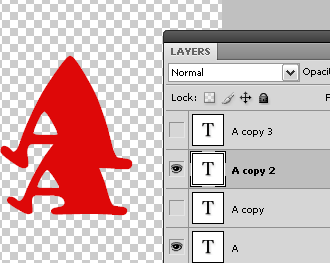 A
A
LAYERS
Normal Opaci
Lock: F
T A copy 3
T A copy 2
T A copy
T A